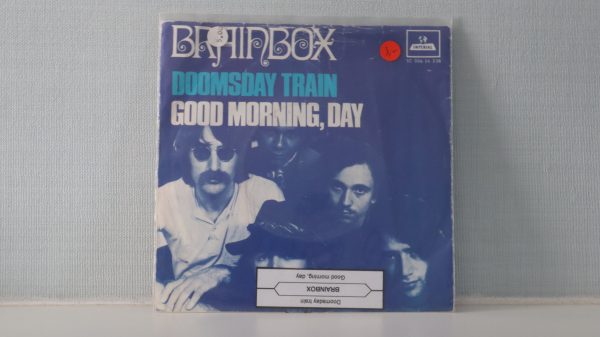 BRAINBOX
DOOMSDAY TRAIN
GOOD MORNING, DAY
IMPERIAL
Doomsday train
BRAINBOX
Good morning, day